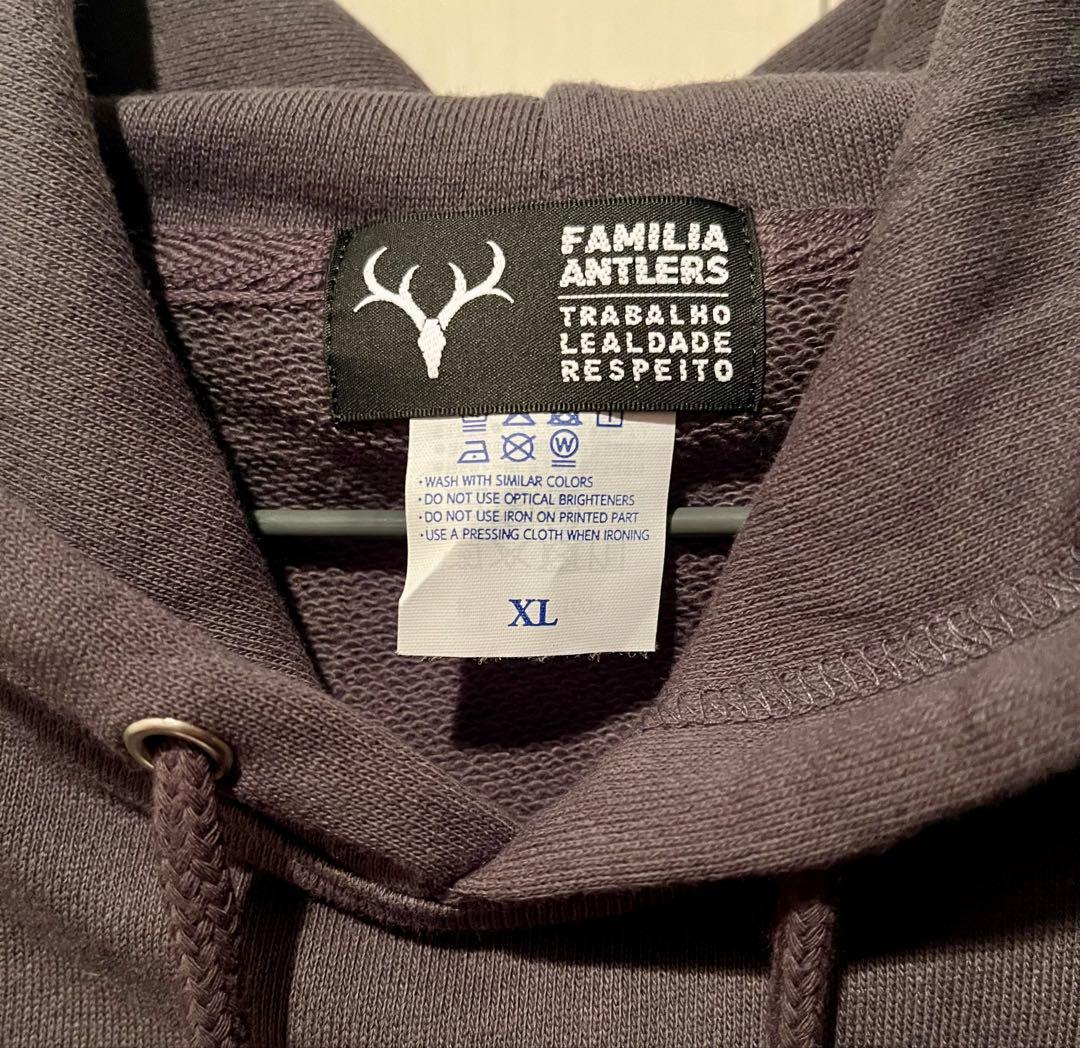 FAMILIA
ANTLERS
TRABALHO
LEALDADE
RESPEITO
W
・WASH WITH SIMILAR COLORS
・DO NOT USE OPTICAL BRIGHTENERS
・DO NOT USE IRON ON PRINTED PART
・USE A PRESSING CLOTH WHEN IRONING
XL